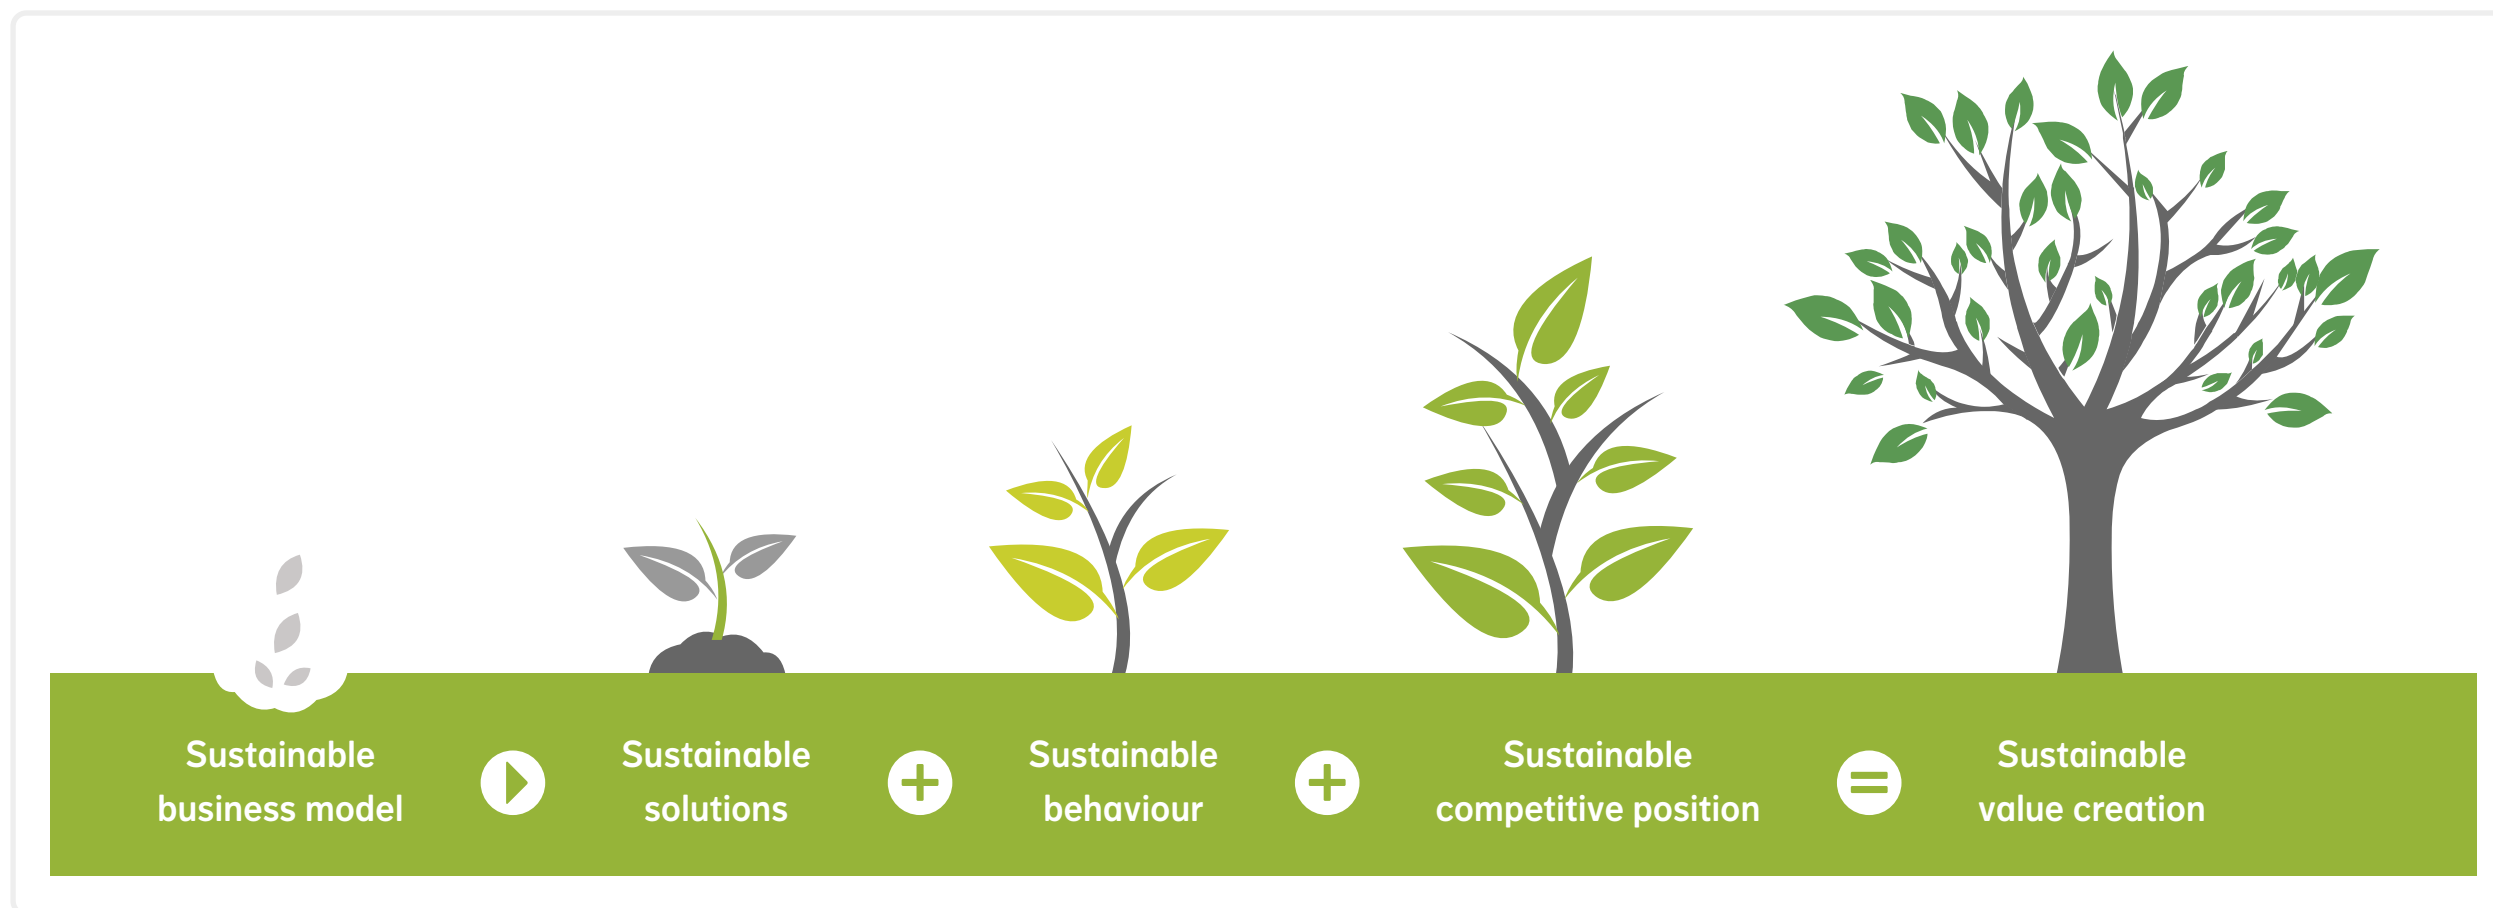 Sustainable
business model
Sustainable
solutions
Sustainable
behaviour
Sustainable
competitive position
Sustainable
value creation